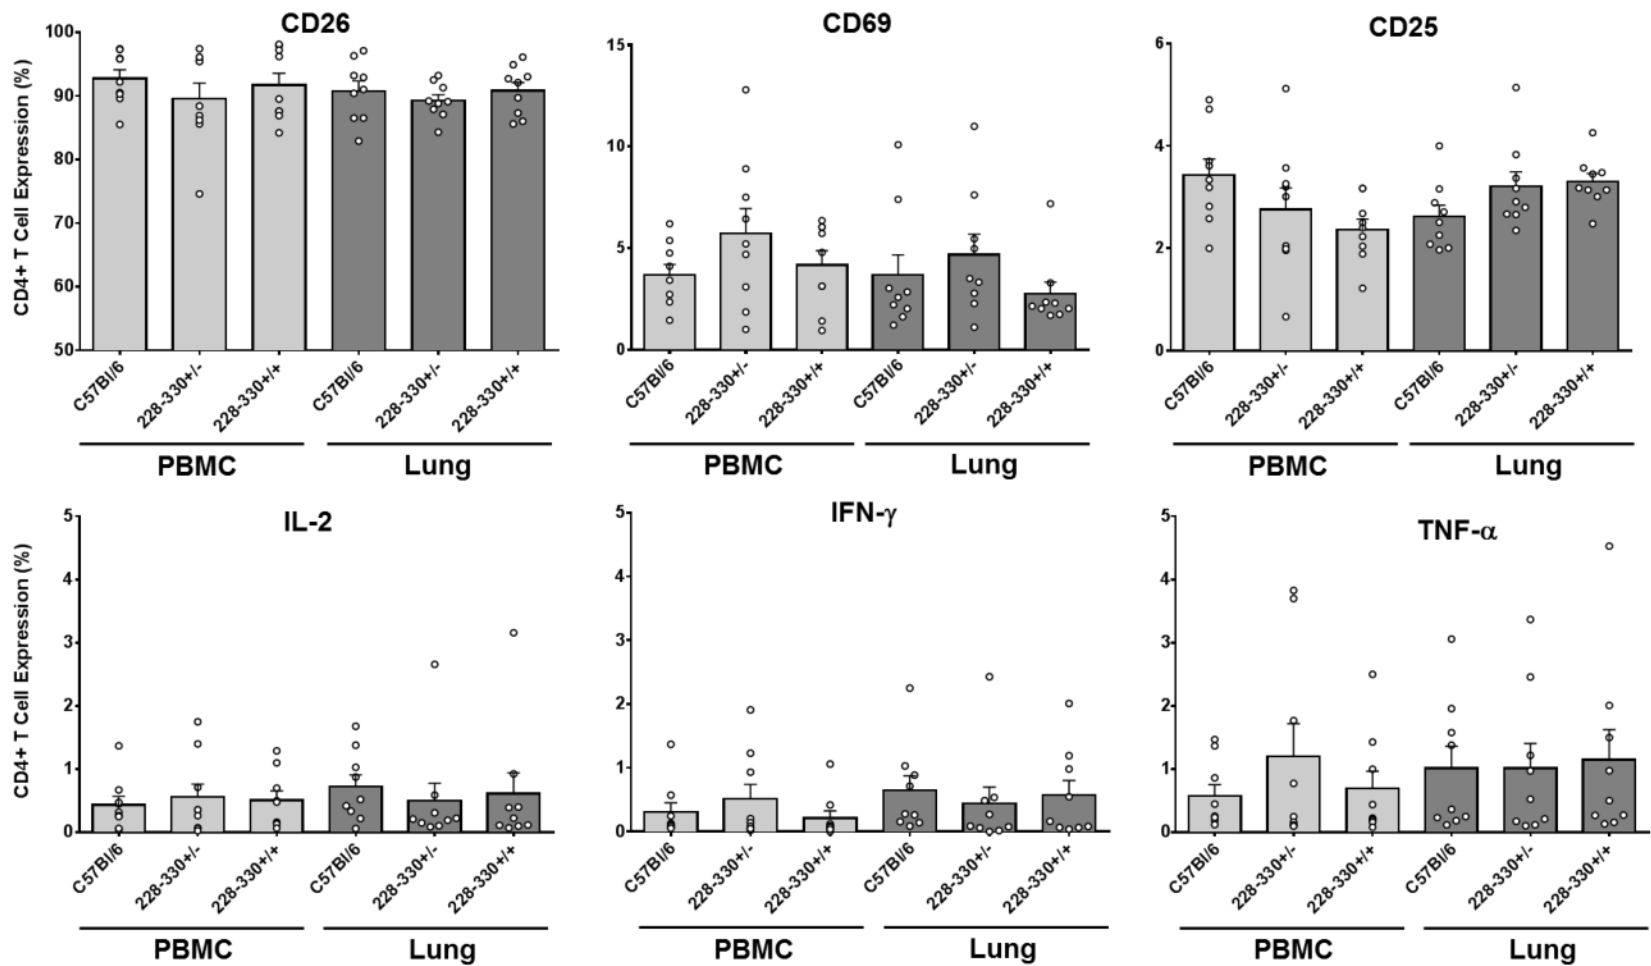 CD26
CD4+ T Cell Expression (%)
100
90
80
70
60
50
C57Bl/6
228-330+/-
228-330+/+
C57Bl/6
228-330+/-
228-330+/+
PBMC
Lung
CD69
15
10
5
0
C57Bl/6
228-330+/-
228-330+/+
C57Bl/6
228-330+/-
228-330+/+
PBMC
Lung
CD25
6
4
2
0
C57Bl/6
228-330+/-
228-330+/+
C57Bl/6
228-330+/-
228-330+/+
PBMC
Lung
IL-2
CD4+ T Cell Expression (%)
5
4
3
2
1
0
C57Bl/6
228-330+/-
228-330+/+
C57Bl/6
228-330+/-
228-330+/+
PBMC
Lung
IFN-γ
5
4
3
2
1
0
C57Bl/6
228-330+/-
228-330+/+
C57Bl/6
228-330+/-
228-330+/+
PBMC
Lung
TNF-α
5
4
3
2
1
0
C57Bl/6
228-330+/-
228-330+/+
C57Bl/6
228-330+/-
228-330+/+
PBMC
Lung